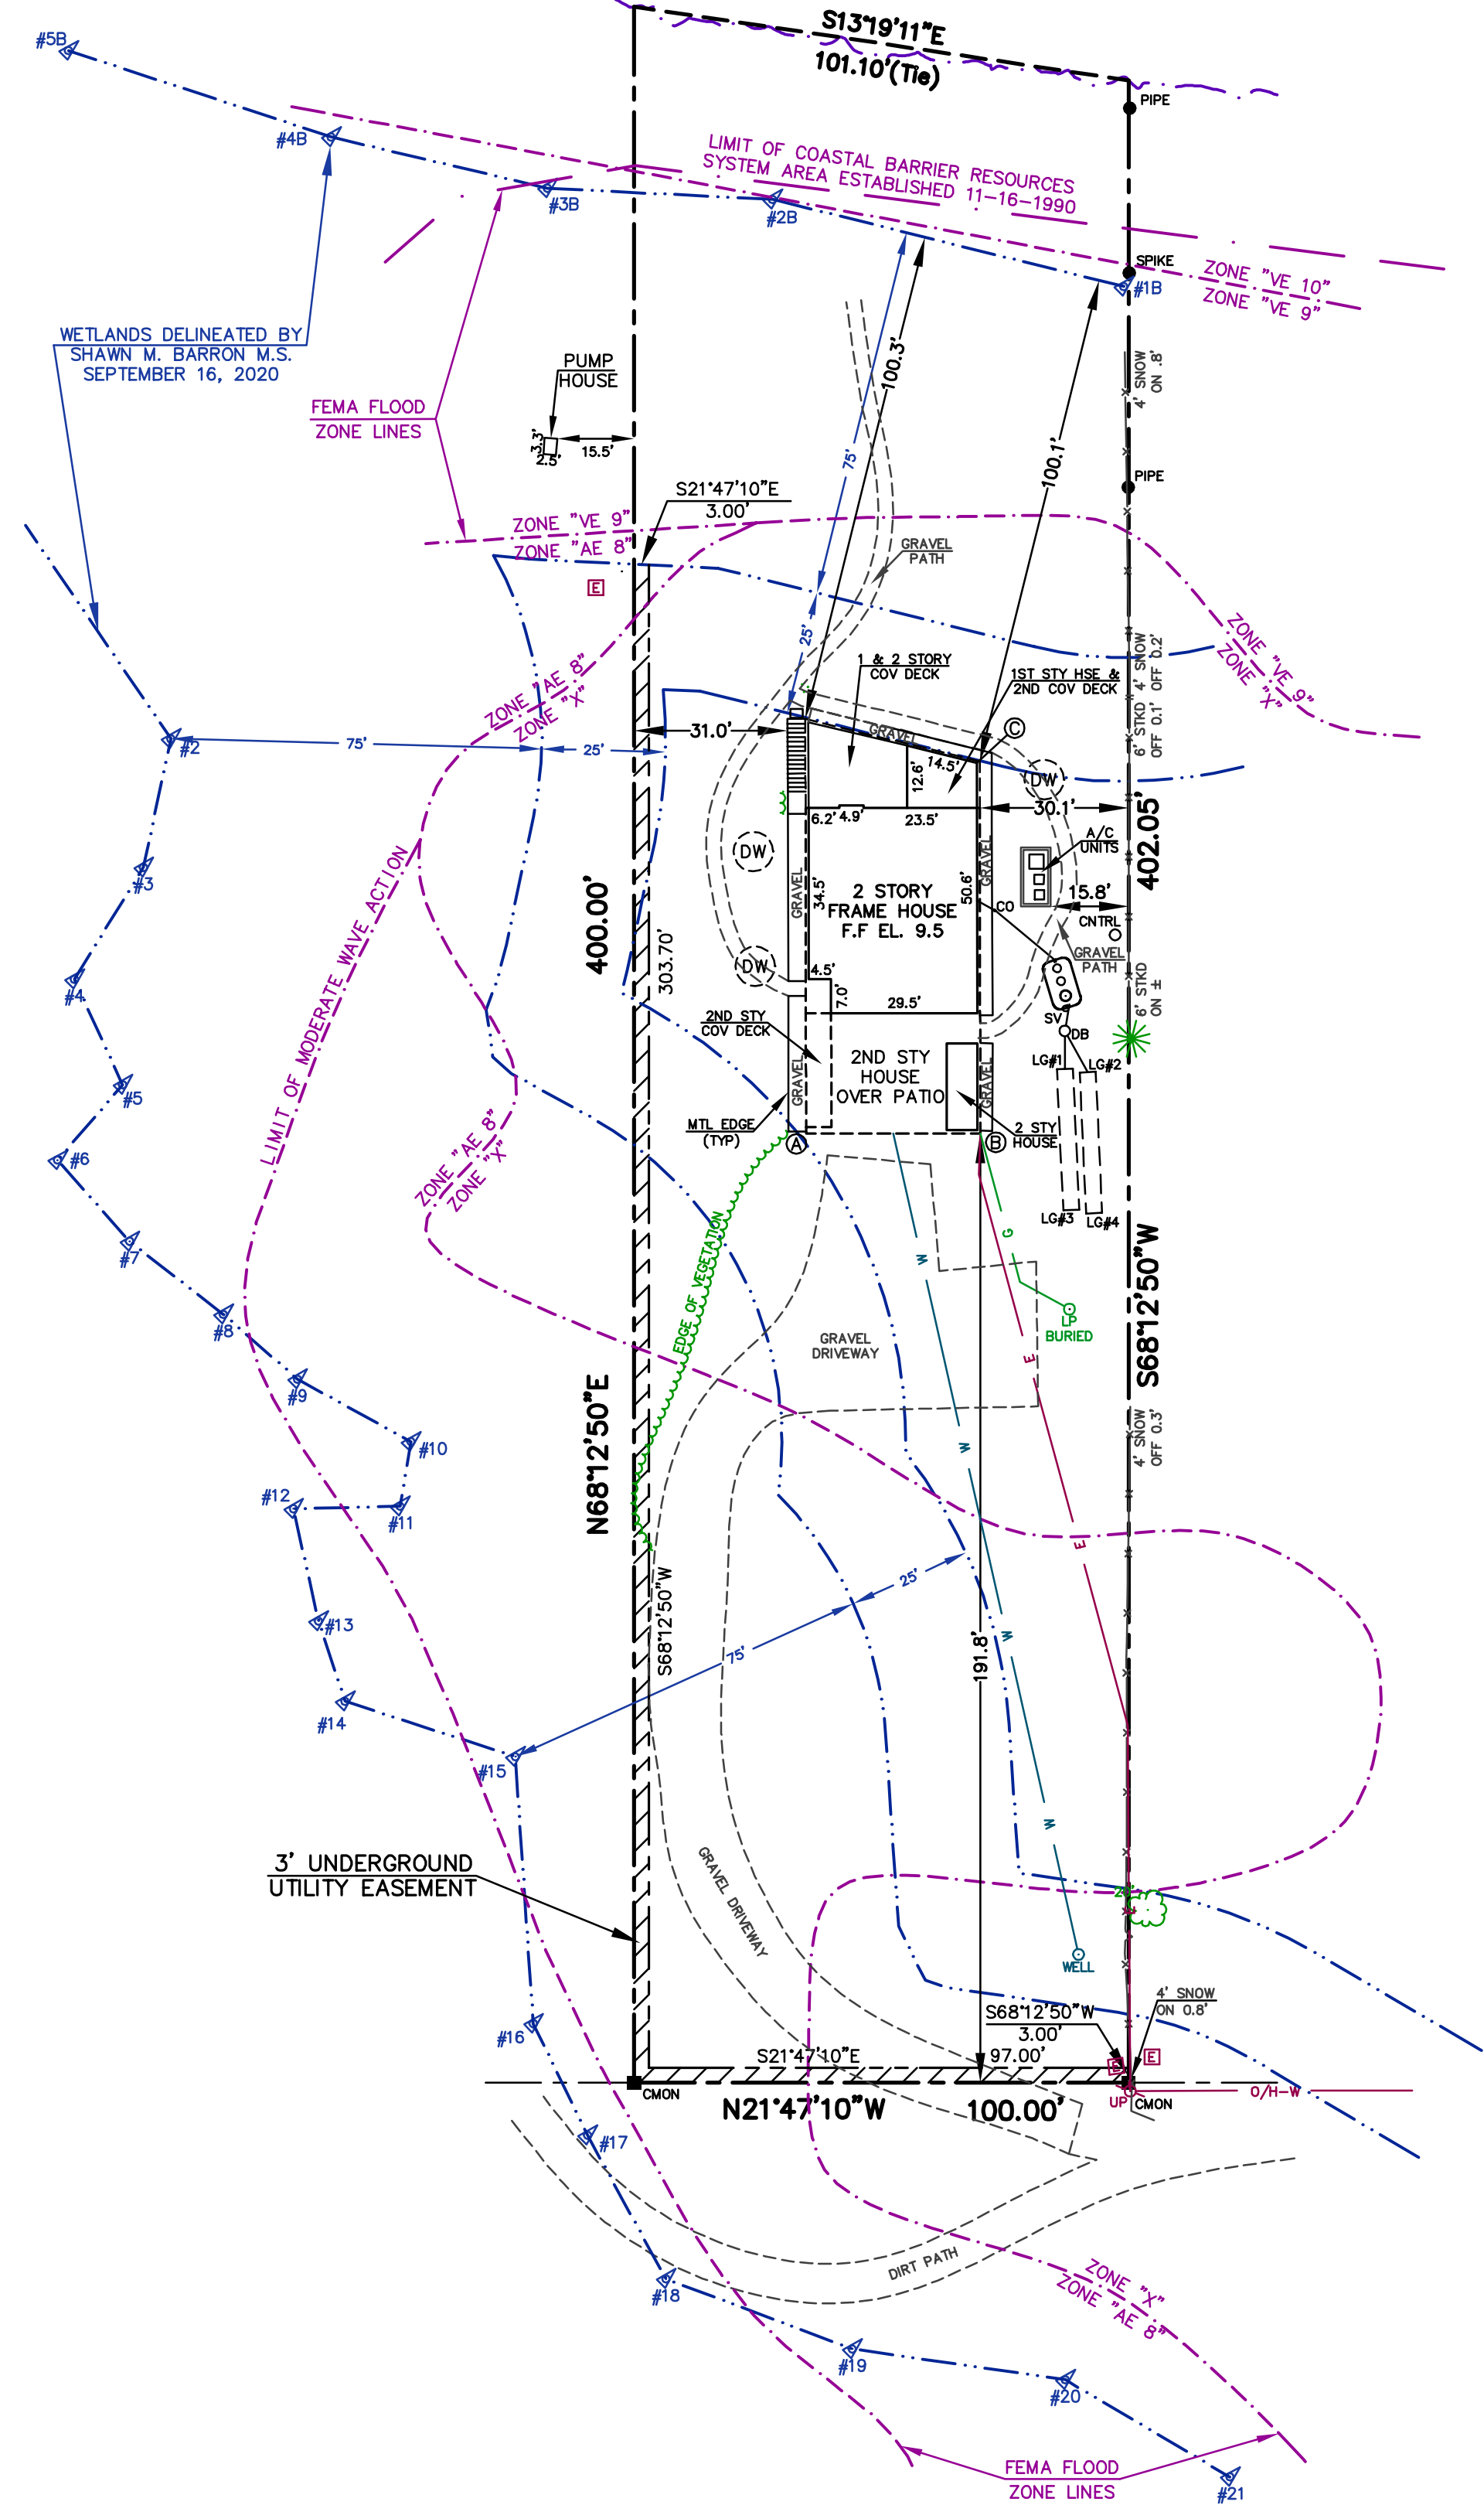 S13°19'11"E
101.10'(Tie)
#5B
PIPE
#4B
LIMIT OF COASTAL BARRIER RESOURCES
SYSTEM AREA ESTABLISHED 11-16-1990
#3B
#2B
SPIKE
ZONE "VE 10"
ZONE "VE 9"
#1B
WETLANDS DELINEATED BY
SHAWN M. BARRON M.S.
SEPTEMBER 16, 2020
PUMP
HOUSE
4' SNOW
ON .8'
100.3'
FEMA FLOOD
ZONE LINES
3.3'
2.5'
15.5'
75'
100.1'
PIPE
S21°47'10"E
3.00'
ZONE "VE 9"
ZONE "AE 8"
GRAVEL
PATH
E
25'
1 & 2 STORY
COV DECK
1ST STY HSE &
2ND COV DECK
6' STKD 4' SNOW
OFF 0.1' OFF 0.2'
ZONE "VE 9"
ZONE "X"
ZONE "AE 8"
ZONE "X"
31.0'
GRAVEL
C
#2
75'
25'
12.6'
14.5'
DW
6.2'
4.9'
23.5'
30.1'
402.05'
A/C
UNITS
DW
#3
LIMIT OF MODERATE WAVE ACTION
400.00'
303.70'
GRAVEL
34.5'
2 STORY
FRAME HOUSE
F.F EL. 9.5
50.6'
GRAVEL
CO
15.8'
CNTRL
GRAVEL
PATH
DW
4.5'
7.0'
29.5'
6' STKD
ON ±
#4
2ND STY
COV DECK
SV
DB
LG#1
LG#2
2ND STY
HOUSE
OVER PATIO
GRAVEL
GRAVEL
#5
MTL EDGE
(TYP)
A
B
2 STY
HOUSE
#6
ZONE "AE 8"
ZONE "X"
LG#3
LG#4
#7
EDGE OF VEGETATION
W
G
LP
BURIED
S68°12'50"W
#8
GRAVEL
DRIVEWAY
E
#9
N68°12'50"E
4' SNOW
OFF 0.3'
#10
W
#12
#11
E
25'
#13
S68°12'50"W
75'
191.8'
W
#14
#15
W
3' UNDERGROUND
UTILITY EASEMENT
GRAVEL DRIVEWAY
E
WELL
#16
S68°12'50"W
3.00'
4' SNOW
ON 0.8'
S21°47'10"E
97.00'
E
E
CMON
N21°47'10"W
100.00'
UP
CMON
O/H-W
#17
DIRT PATH
ZONE "X"
ZONE "AE 8"
#18
#19
#20
FEMA FLOOD
ZONE LINES
#21